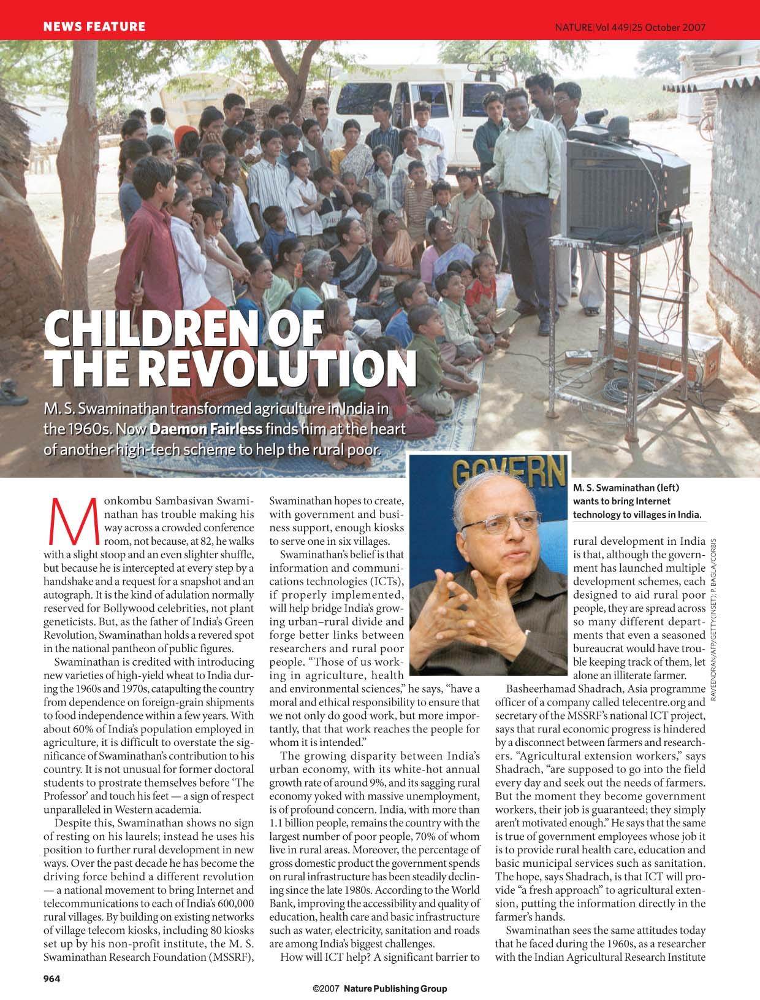 NEWS FEATURE
NATURE|Vol 449|25 October 2007
CHILDREN OF
THE REVOLUTION
M. S. Swaminathan transformed agriculture in India in
the 1960s. Now Daemon Fairless finds him at the heart
of another high-tech scheme to help the rural poor.
GOVERN
M. S. Swaminathan (left)
wants to bring Internet
technology to villages in India.
Monkombu Sambasivan Swami-
nathan has trouble making his
way across a crowded conference
room, not because, at 82, he walks
with a slight stoop and an even slighter shuffle,
but because he is intercepted at every step by a
handshake and a request for a snapshot and an
autograph. It is the kind of adulation normally
reserved for Bollywood celebrities, not plant
geneticists. But, as the father of India's Green
Revolution, Swaminathan holds a revered spot
in the national pantheon of public figures.
Swaminathan is credited with introducing
new varieties of high-yield wheat to India dur-
ing the 1960s and 1970s, catapulting the country
from dependence on foreign-grain shipments
to food independence within a few years. With
about 60% of India's population employed in
agriculture, it is difficult to overstate the sig-
nificance of Swaminathan's contribution to his
country. It is not unusual for former doctoral
students to prostrate themselves before ‘The
Professor’ and touch his feet — a sign of respect
unparalleled in Western academia.
Despite this, Swaminathan shows no sign
of resting on his laurels; instead he uses his
position to further rural development in new
ways. Over the past decade he has become the
driving force behind a different revolution
— a national movement to bring Internet and
telecommunications to each of India's 600,000
rural villages. By building on existing networks
of village telecom kiosks, including 80 kiosks
set up by his non-profit institute, the M. S.
Swaminathan Research Foundation (MSSRF),
Swaminathan hopes to create,
with government and busi-
ness support, enough kiosks
to serve one in six villages.
Swaminathan's belief is that
information and communi-
cations technologies (ICTs),
if properly implemented,
will help bridge India's grow-
ing urban–rural divide and
forge better links between
researchers and rural poor
people. “Those of us work-
ing in agriculture, health
and environmental sciences,” he says, “have a
moral and ethical responsibility to ensure that
we not only do good work, but more impor-
tantly, that that work reaches the people for
whom it is intended.”
The growing disparity between India's
urban economy, with its white-hot annual
growth rate of around 9%, and its sagging rural
economy yoked with massive unemployment,
is of profound concern. India, with more than
1.1 billion people, remains the country with the
largest number of poor people, 70% of whom
live in rural areas. Moreover, the percentage of
gross domestic product the government spends
on rural infrastructure has been steadily declin-
ing since the late 1980s. According to the World
Bank, improving the accessibility and quality of
education, health care and basic infrastructure
such as water, electricity, sanitation and roads
are among India's biggest challenges.
How will ICT help? A significant barrier to
rural development in India
is that, although the govern-
ment has launched multiple
development schemes, each
designed to aid rural poor
people, they are spread across
so many different depart-
ments that even a seasoned
bureaucrat would have trou-
ble keeping track of them, let
alone an illiterate farmer.
Basheerhamad Shadrach, Asia programme
officer of a company called telecentre.org and
secretary of the MSSRF's national ICT project,
says that rural economic progress is hindered
by a disconnect between farmers and research-
ers. “Agricultural extension workers,” says
Shadrach, “are supposed to go into the field
every day and seek out the needs of farmers.
But the moment they become government
workers, their job is guaranteed; they simply
aren't motivated enough.” He says that the same
is true of government employees whose job it
is to provide rural health care, education and
basic municipal services such as sanitation.
The hope, says Shadrach, is that ICT will pro-
vide “a fresh approach” to agricultural exten-
sion, putting the information directly in the
farmer's hands.
Swaminathan sees the same attitudes today
that he faced during the 1960s, as a researcher
with the Indian Agricultural Research Institute
RAVEENDRAN/AFP/GETTY(INSET); P. BAGLA/CORBIS
964
©2007 Nature Publishing Group